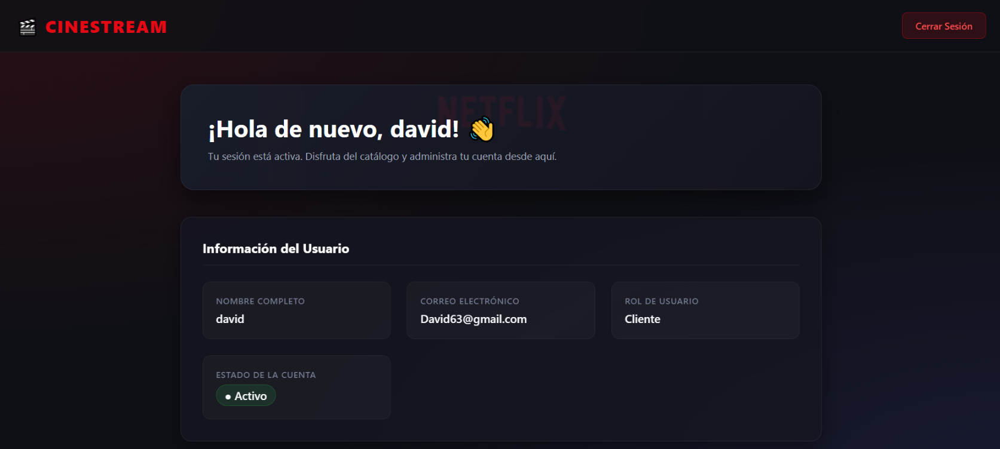 CINESTREAM
Cerrar Sesión
NETFLIX
¡Hola de nuevo, david! 👋
Tu sesión está activa. Disfruta del catálogo y administra tu cuenta desde aquí.
Información del Usuario
NOMBRE COMPLETO
david
CORREO ELECTRÓNICO
David63@gmail.com
ROL DE USUARIO
Cliente
ESTADO DE LA CUENTA
● Activo